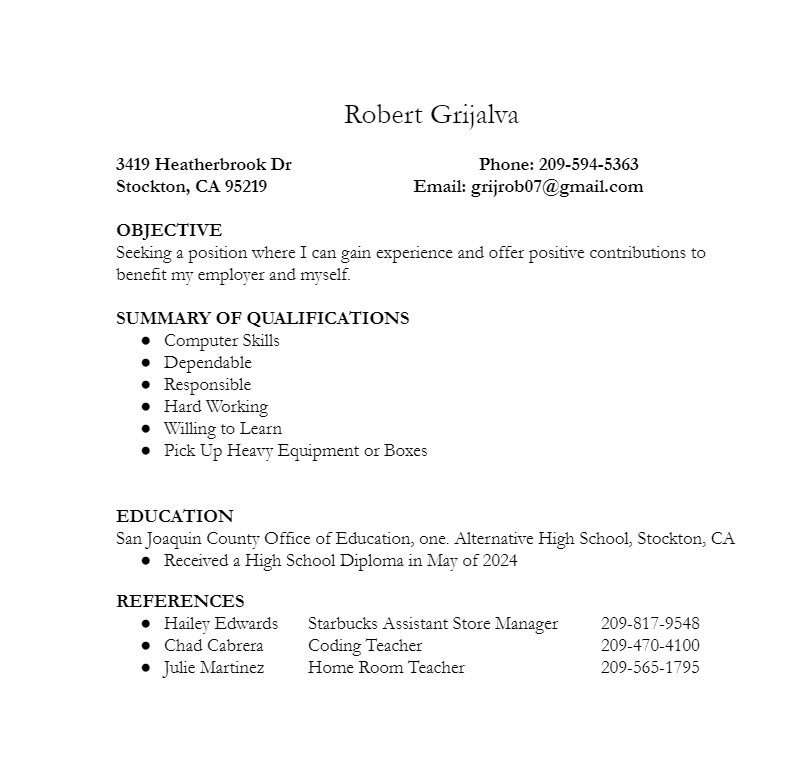 Robert Grijalva
3419 Heatherbrook Dr Phone: 209-594-5363
Stockton, CA 95219 Email: grijrob07@gmail.com
OBJECTIVE
Seeking a position where I can gain experience and offer positive contributions to
benefit my employer and myself.
SUMMARY OF QUALIFICATIONS
● Computer Skills
● Dependable
● Responsible
● Hard Working
● Willing to Learn
● Pick Up Heavy Equipment or Boxes
EDUCATION
San Joaquin County Office of Education, one. Alternative High School, Stockton, CA
● Received a High School Diploma in May of 2024
REFERENCES
● Hailey Edwards Starbucks Assistant Store Manager 209-817-9548
● Chad Cabrera Coding Teacher 209-470-4100
● Julie Martinez Home Room Teacher 209-565-1795